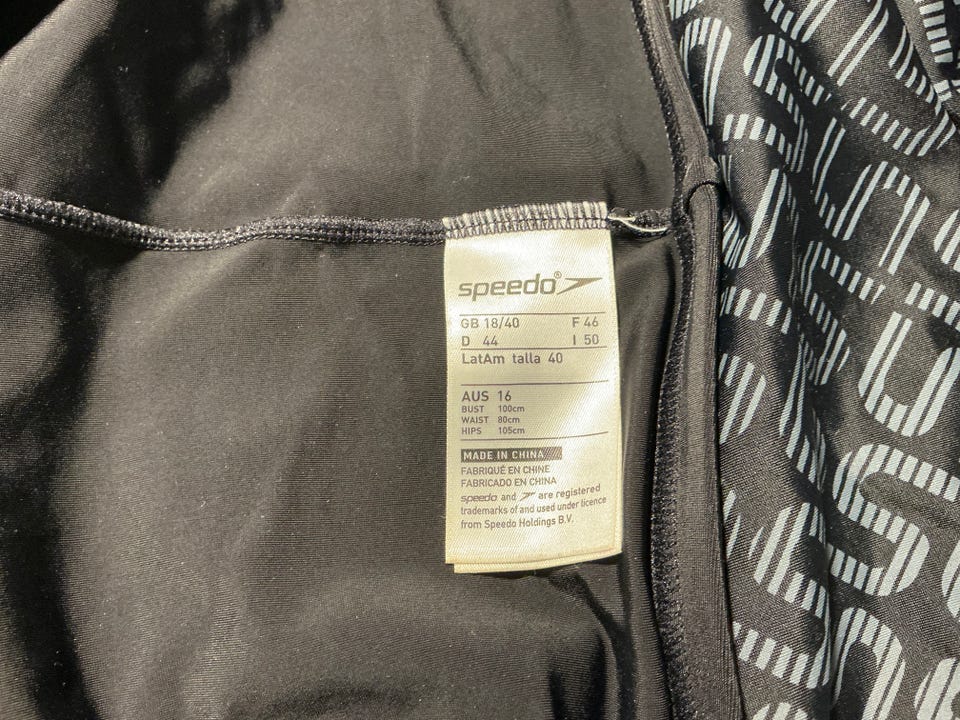 speedo®
GB 18/40 F 46
D 44 I 50
LatAm talla 40
AUS 16
BUST 100cm
WAIST 80cm
HIPS 105cm
MADE IN CHINA
FABRIQUÉ EN CHINE
FABRICADO EN CHINA
speedo and are registered
trademarks of and used under licence
from Speedo Holdings B.V.